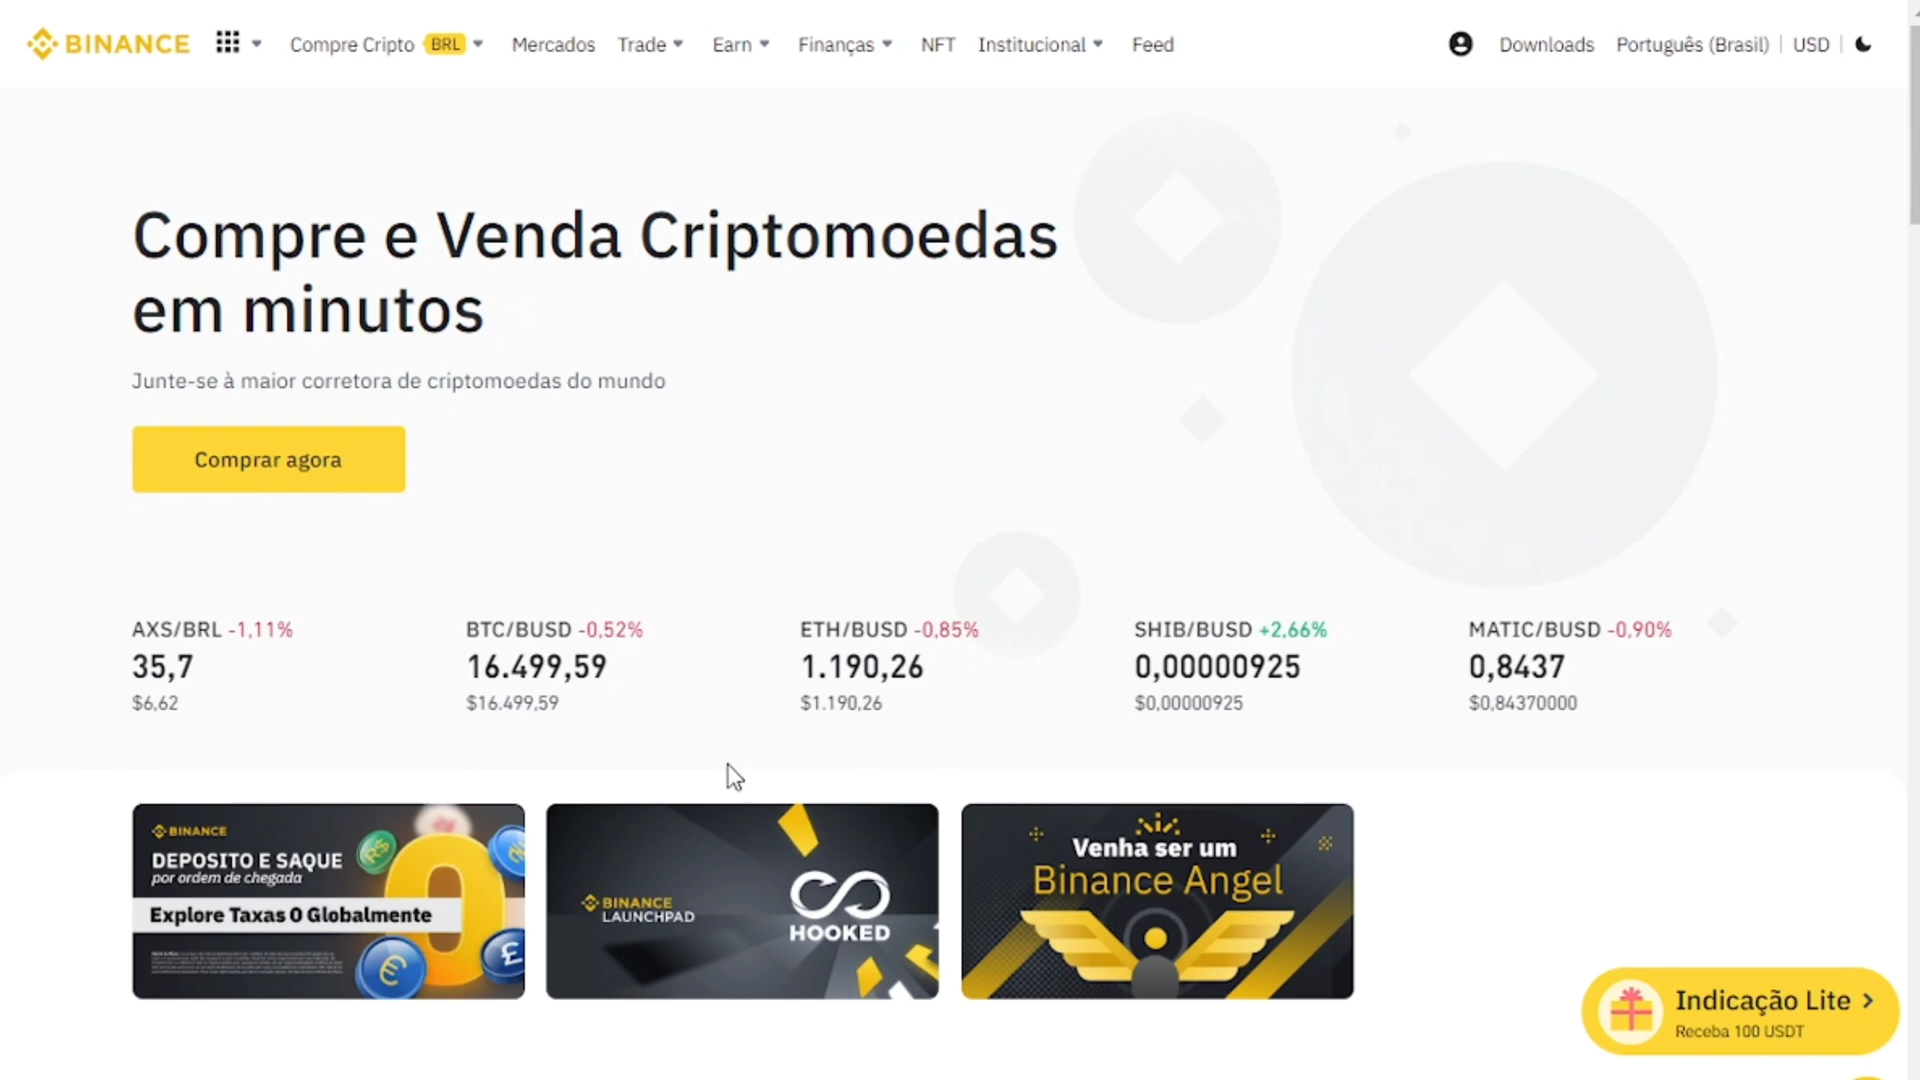 BINANCE
Compre Cripto BRL
Mercados
Trade
Earn
Finanças
NFT
Institucional
Feed
Downloads
Português (Brasil)
USD
Compre e Venda Criptomoedas
em minutos
Junte-se à maior corretora de criptomoedas do mundo
Comprar agora
AXS/BRL -1,11%
35,7
$6,62
BTC/BUSD -0,52%
16.499,59
$16.499,59
ETH/BUSD -0,85%
1.190,26
$1.190,26
SHIB/BUSD +2,66%
0,00000925
$0,00000925
MATIC/BUSD -0,90%
0,8437
$0,84370000
BINANCE
DEPOSITO E SAQUE
por ordem de chegada
Explore Taxas 0 Globalmente
R$
0
€
£
BINANCE
LAUNCHPAD
HOOKED
Venha ser um
Binance Angel
Indicação Lite
Receba 100 USDT